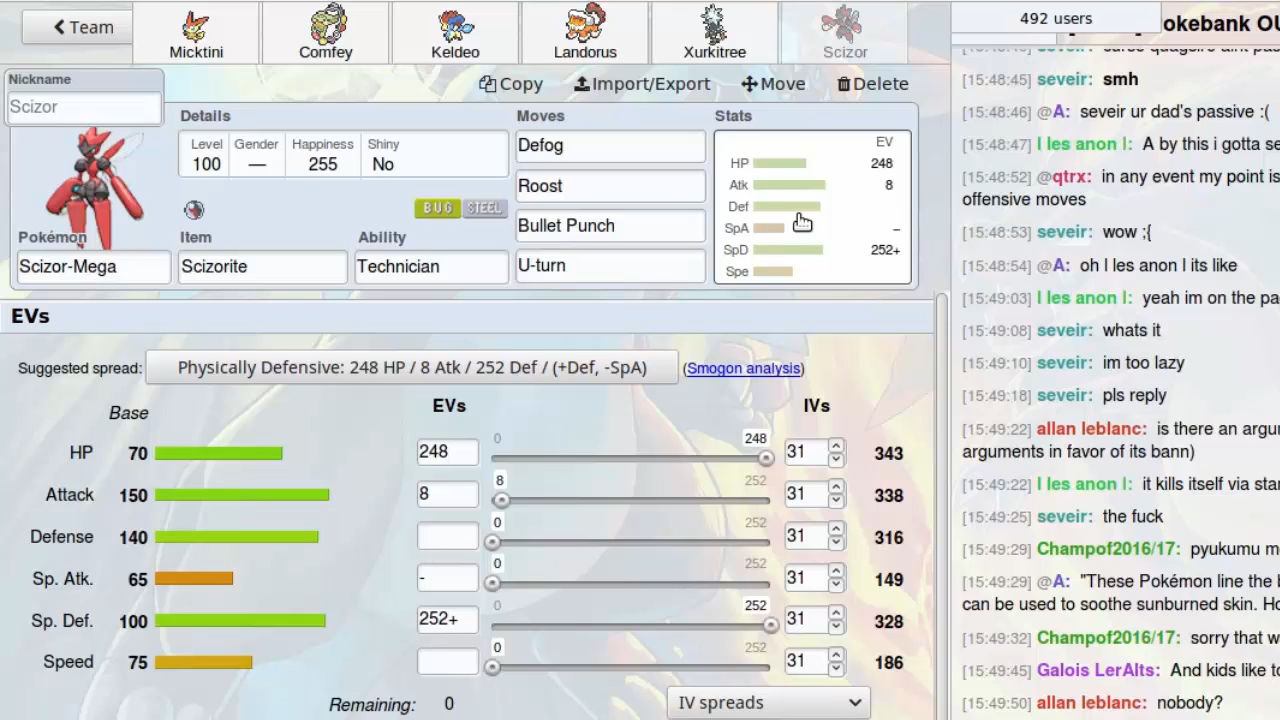 Team
Micktini
Comfey
Keldeo
Landorus
Xurkitree
Scizor
Nickname
Scizor
Copy
Import/Export
Move
Delete
Details
Level
100
Gender
—
Happiness
255
Shiny
No
BUG STEEL
Pokémon
Scizor-Mega
Item
Scizorite
Ability
Technician
Moves
Defog
Roost
Bullet Punch
U-turn
Stats
EV
HP 248
Atk 8
Def
SpA –
SpD 252+
Spe
EVs
Suggested spread: Physically Defensive: 248 HP / 8 Atk / 252 Def / (+Def, -SpA) (Smogon analysis)
Base EVs IVs
HP 70 248 0 248 31 343
Attack 150 8 8 252 31 338
Defense 140 0 252 31 316
Sp. Atk. 65 - 0 252 31 149
Sp. Def. 100 252+ 0 252 31 328
Speed 75 0 252 31 186
Remaining: 0
IV spreads
492 users
okebank OU
[15:48:45] seveir: smh
[15:48:46] @A: seveir ur dad's passive :(
[15:48:47] I les anon I: A by this i gotta se
[15:48:52] @qtrx: in any event my point is
offensive moves
[15:48:53] seveir: wow ;{
[15:48:54] @A: oh I les anon I its like
[15:49:03] I les anon I: yeah im on the pa
[15:49:08] seveir: whats it
[15:49:10] seveir: im too lazy
[15:49:18] seveir: pls reply
[15:49:22] allan leblanc: is there an argu
arguments in favor of its bann)
[15:49:22] I les anon I: it kills itself via sta
[15:49:25] seveir: the fuck
[15:49:29] Champof2016/17: pyukumu m
[15:49:29] @A: "These Pokémon line the b
can be used to soothe sunburned skin. Ho
[15:49:32] Champof2016/17: sorry that w
[15:49:45] Galois LerAlts: And kids like to
[15:49:50] allan leblanc: nobody?